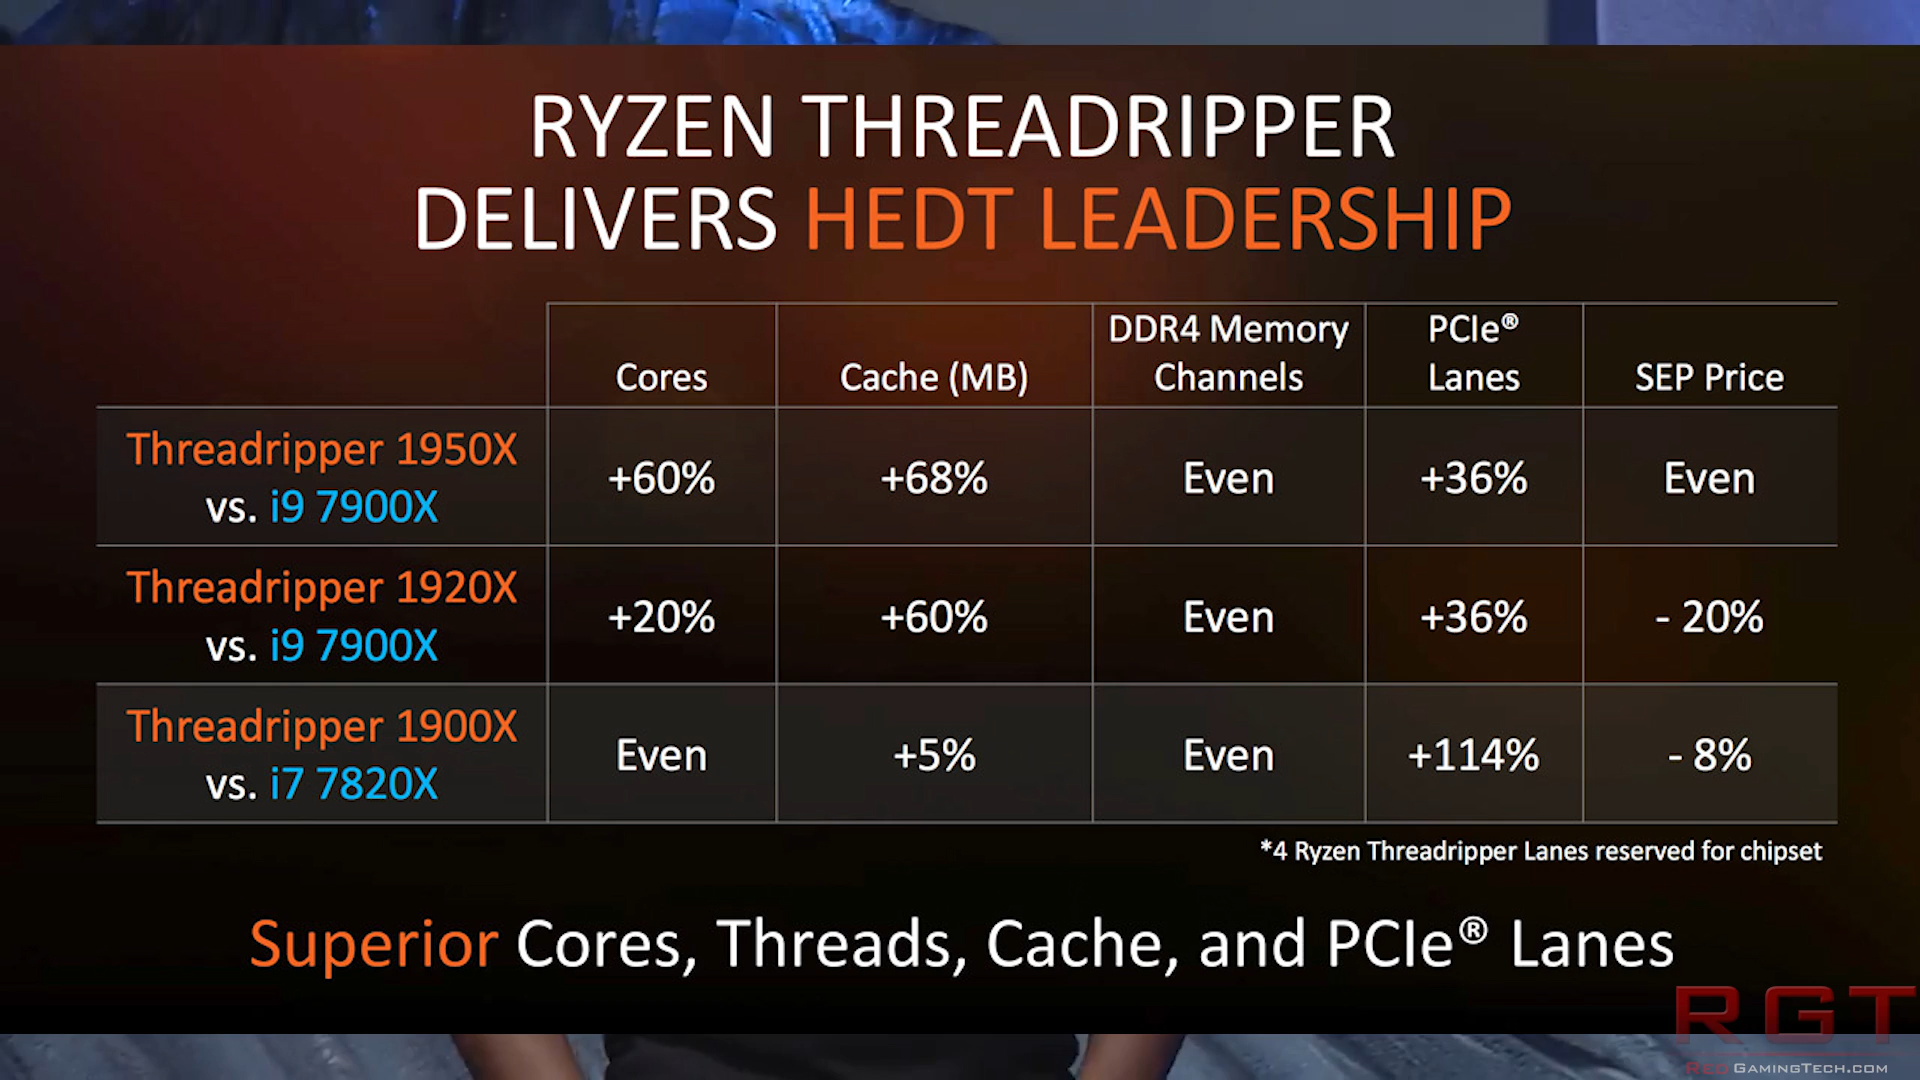 RYZEN THREADRIPPER
DELIVERS HEDT LEADERSHIP
Cores
Cache (MB)
DDR4 Memory
Channels
PCIe®
Lanes
SEP Price
Threadripper 1950X
vs. i9 7900X
+60%
+68%
Even
+36%
Even
Threadripper 1920X
vs. i9 7900X
+20%
+60%
Even
+36%
- 20%
Threadripper 1900X
vs. i7 7820X
Even
+5%
Even
+114%
- 8%
*4 Ryzen Threadripper Lanes reserved for chipset
Superior Cores, Threads, Cache, and PCIe® Lanes
RGT
REDGAMINGTECH.COM